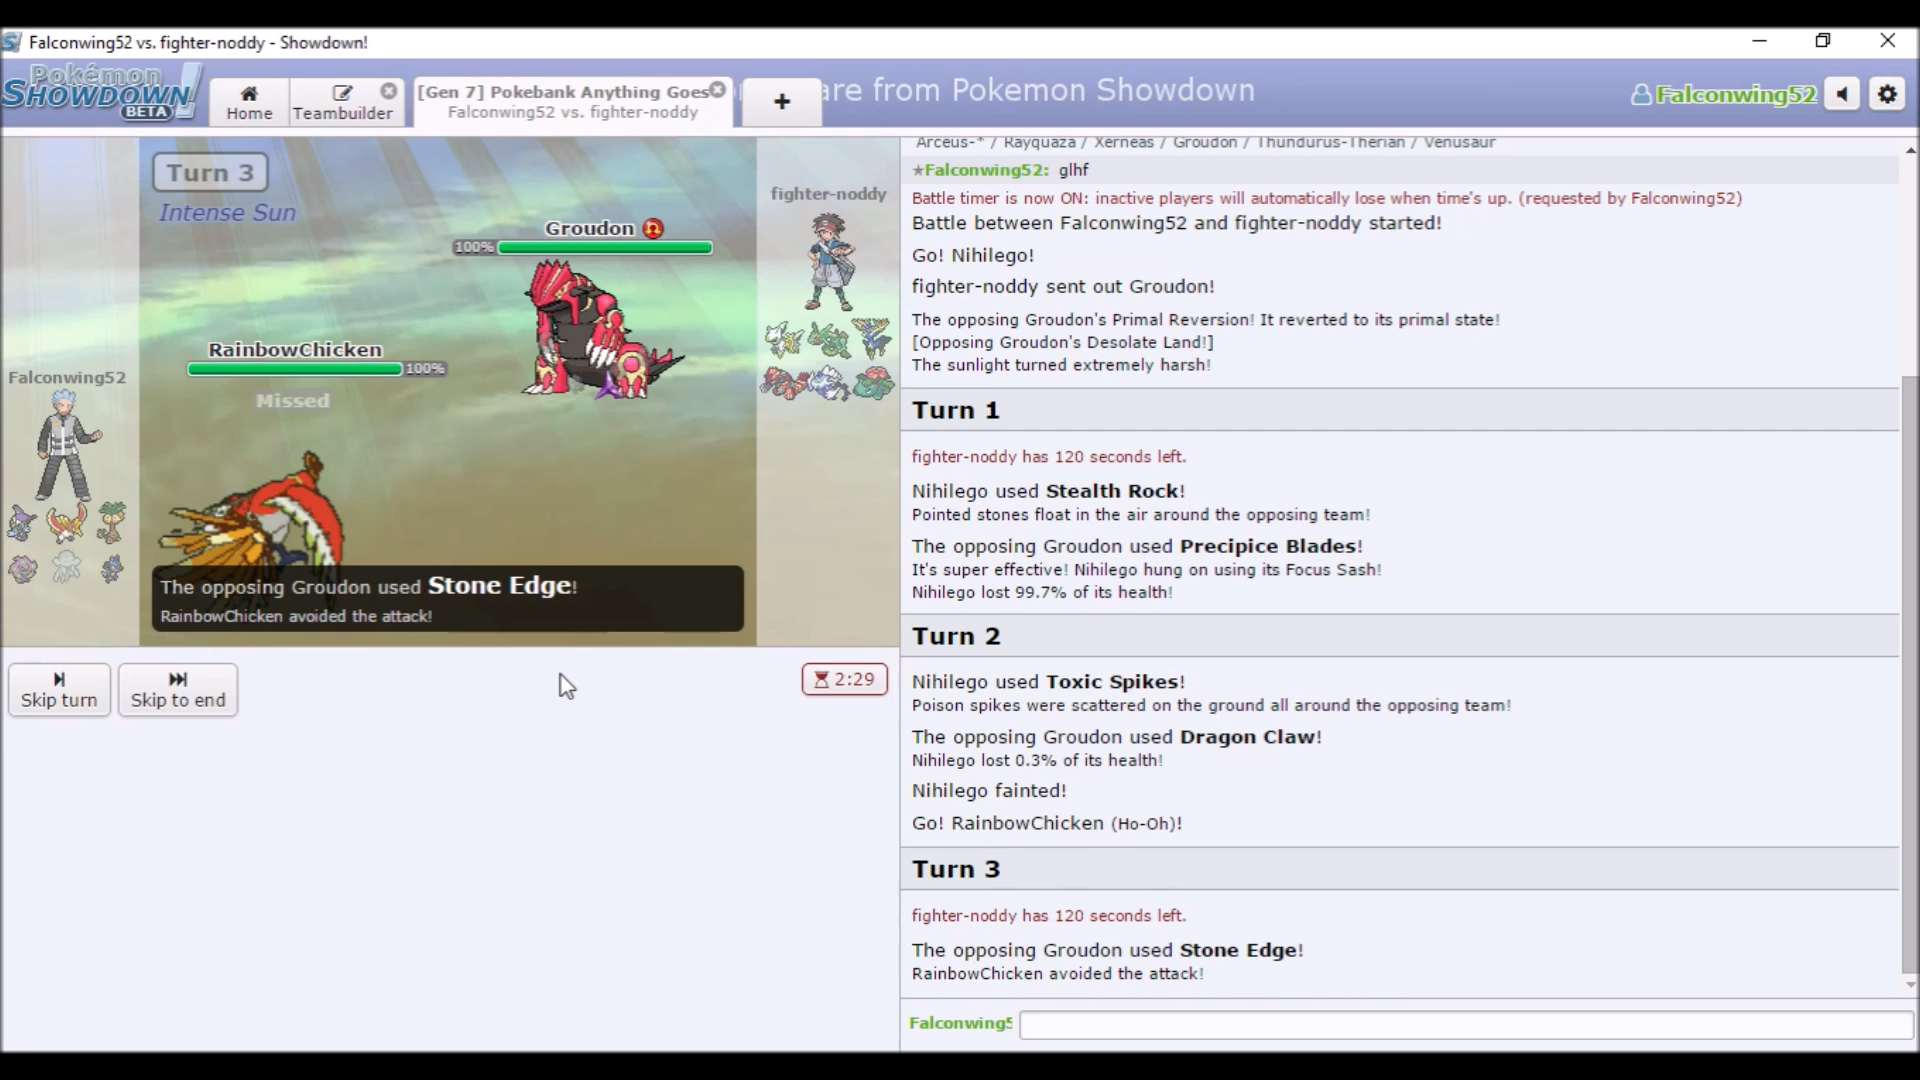 Falconwing52 vs. fighter-noddy - Showdown!
Pokémon
SHOWDOWN!
BETA
Home
Teambuilder
[Gen 7] Pokebank Anything Goes
Falconwing52 vs. fighter-noddy
+
are from Pokemon Showdown
Falconwing52
Turn 3
Intense Sun
fighter-noddy
Groudon
100%
RainbowChicken
100%
Missed
Falconwing52
The opposing Groudon used Stone Edge!
RainbowChicken avoided the attack!
Skip turn
Skip to end
2:29
Arceus-* / Rayquaza / Xerneas / Groudon / Thundurus-Therian / Venusaur
★Falconwing52: glhf
Battle timer is now ON: inactive players will automatically lose when time's up. (requested by Falconwing52)
Battle between Falconwing52 and fighter-noddy started!
Go! Nihilego!
fighter-noddy sent out Groudon!
The opposing Groudon's Primal Reversion! It reverted to its primal state!
[Opposing Groudon's Desolate Land!]
The sunlight turned extremely harsh!
Turn 1
fighter-noddy has 120 seconds left.
Nihilego used Stealth Rock!
Pointed stones float in the air around the opposing team!
The opposing Groudon used Precipice Blades!
It's super effective! Nihilego hung on using its Focus Sash!
Nihilego lost 99.7% of its health!
Turn 2
Nihilego used Toxic Spikes!
Poison spikes were scattered on the ground all around the opposing team!
The opposing Groudon used Dragon Claw!
Nihilego lost 0.3% of its health!
Nihilego fainted!
Go! RainbowChicken (Ho-Oh)!
Turn 3
fighter-noddy has 120 seconds left.
The opposing Groudon used Stone Edge!
RainbowChicken avoided the attack!
Falconwing5